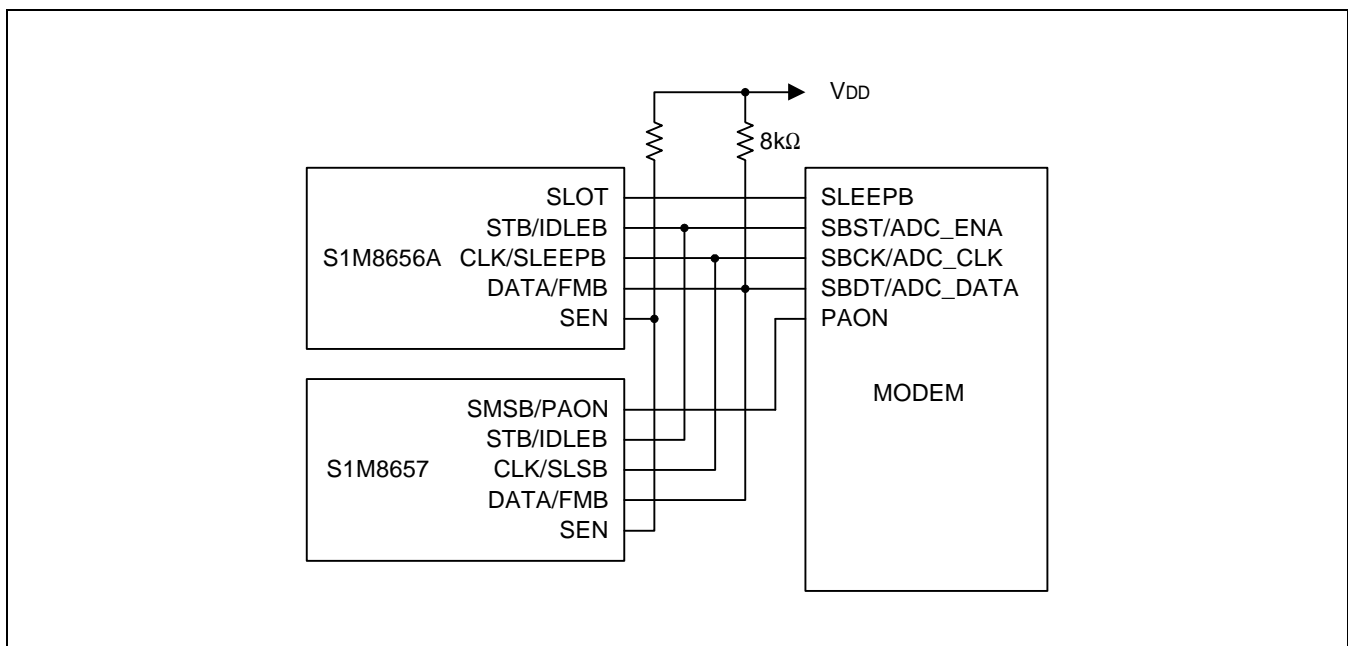 VDD
8kΩ
S1M8656A
SLOT
STB/IDLEB
CLK/SLEEPB
DATA/FMB
SEN
SLEEPB
SBST/ADC_ENA
SBCK/ADC_CLK
SBDT/ADC_DATA
PAON
MODEM
S1M8657
SMSB/PAON
STB/IDLEB
CLK/SLSB
DATA/FMB
SEN